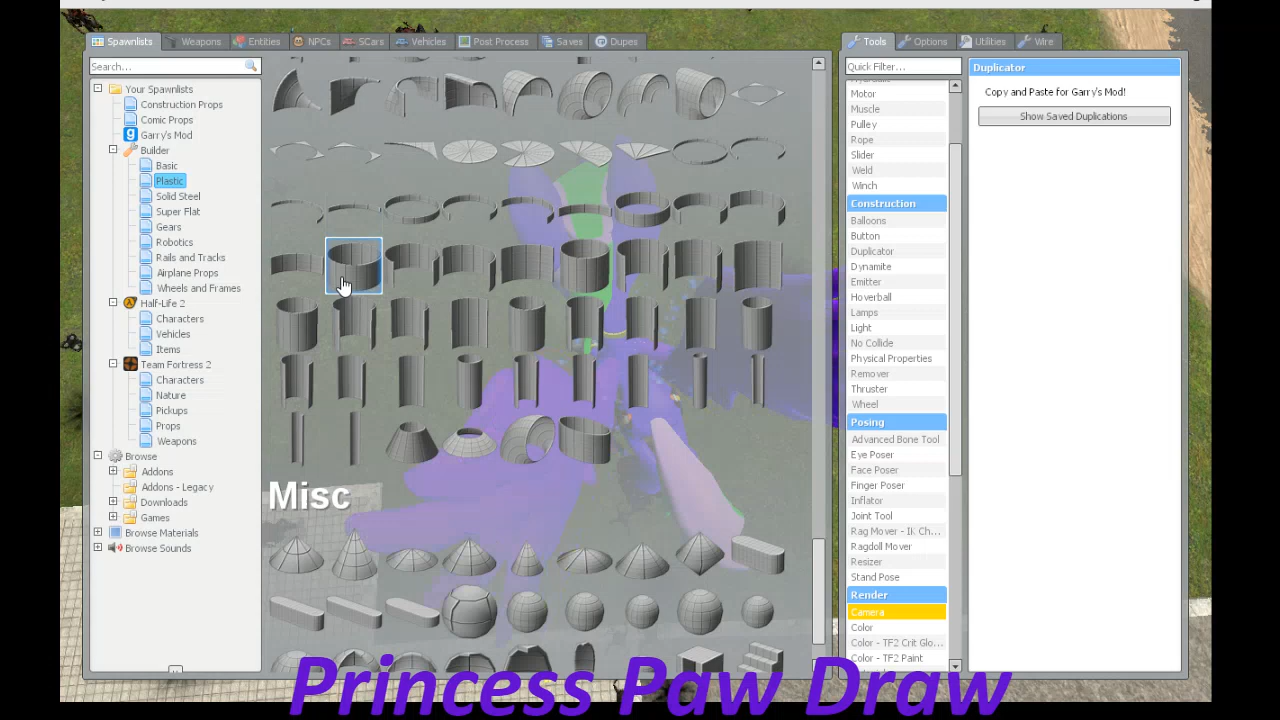 Spawnlists
Weapons
Entities
NPCs
SCars
Vehicles
Post Process
Saves
Dupes
Search...
Your Spawnlists
Construction Props
Comic Props
Garry's Mod
Builder
Basic
Plastic
Solid Steel
Super Flat
Gears
Robotics
Rails and Tracks
Airplane Props
Wheels and Frames
Half-Life 2
Characters
Vehicles
Items
Team Fortress 2
Characters
Nature
Pickups
Props
Weapons
Browse
Addons
Addons - Legacy
Downloads
Games
Browse Materials
Browse Sounds
Misc
Tools
Options
Utilities
Wire
Quick Filter...
Motor
Muscle
Pulley
Rope
Slider
Weld
Winch
Construction
Balloons
Button
Duplicator
Dynamite
Emitter
Hoverball
Lamps
Light
No Collide
Physical Properties
Remover
Thruster
Wheel
Posing
Advanced Bone Tool
Eye Poser
Face Poser
Finger Poser
Inflator
Joint Tool
Rag Mover - IK Ch...
Ragdoll Mover
Resizer
Stand Pose
Render
Camera
Color
Color - TF2 Crit Glo...
Color - TF2 Paint
Duplicator
Copy and Paste for Garry's Mod!
Show Saved Duplications
Princess Paw Draw